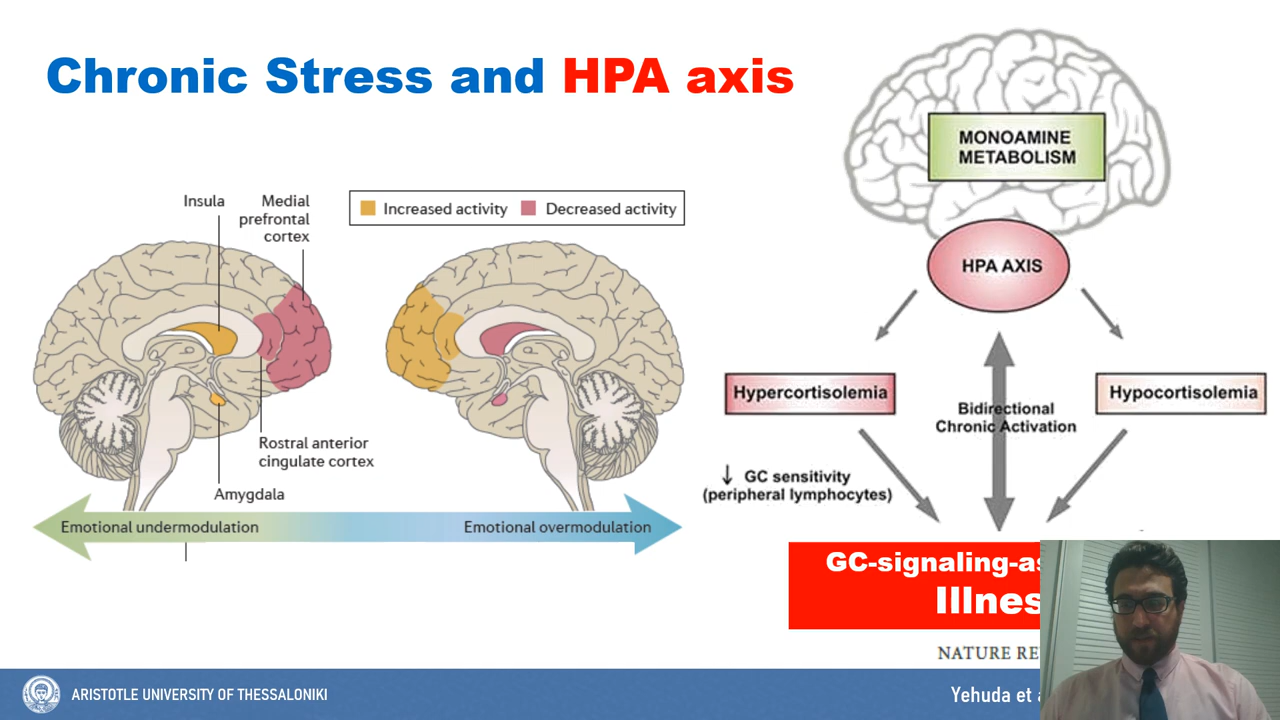 Chronic Stress and HPA axis
Insula
Medial
prefrontal
cortex
Increased activity
Decreased activity
Rostral anterior
cingulate cortex
Amygdala
Emotional undermodulation
Emotional overmodulation
MONOAMINE
METABOLISM
HPA AXIS
Hypercortisolemia
Hypocortisolemia
Bidirectional
Chronic Activation
↓ GC sensitivity
(peripheral lymphocytes)
GC-signaling-as
Illnes
NATURE RE
ARISTOTLE UNIVERSITY OF THESSALONIKI
Yehuda et a